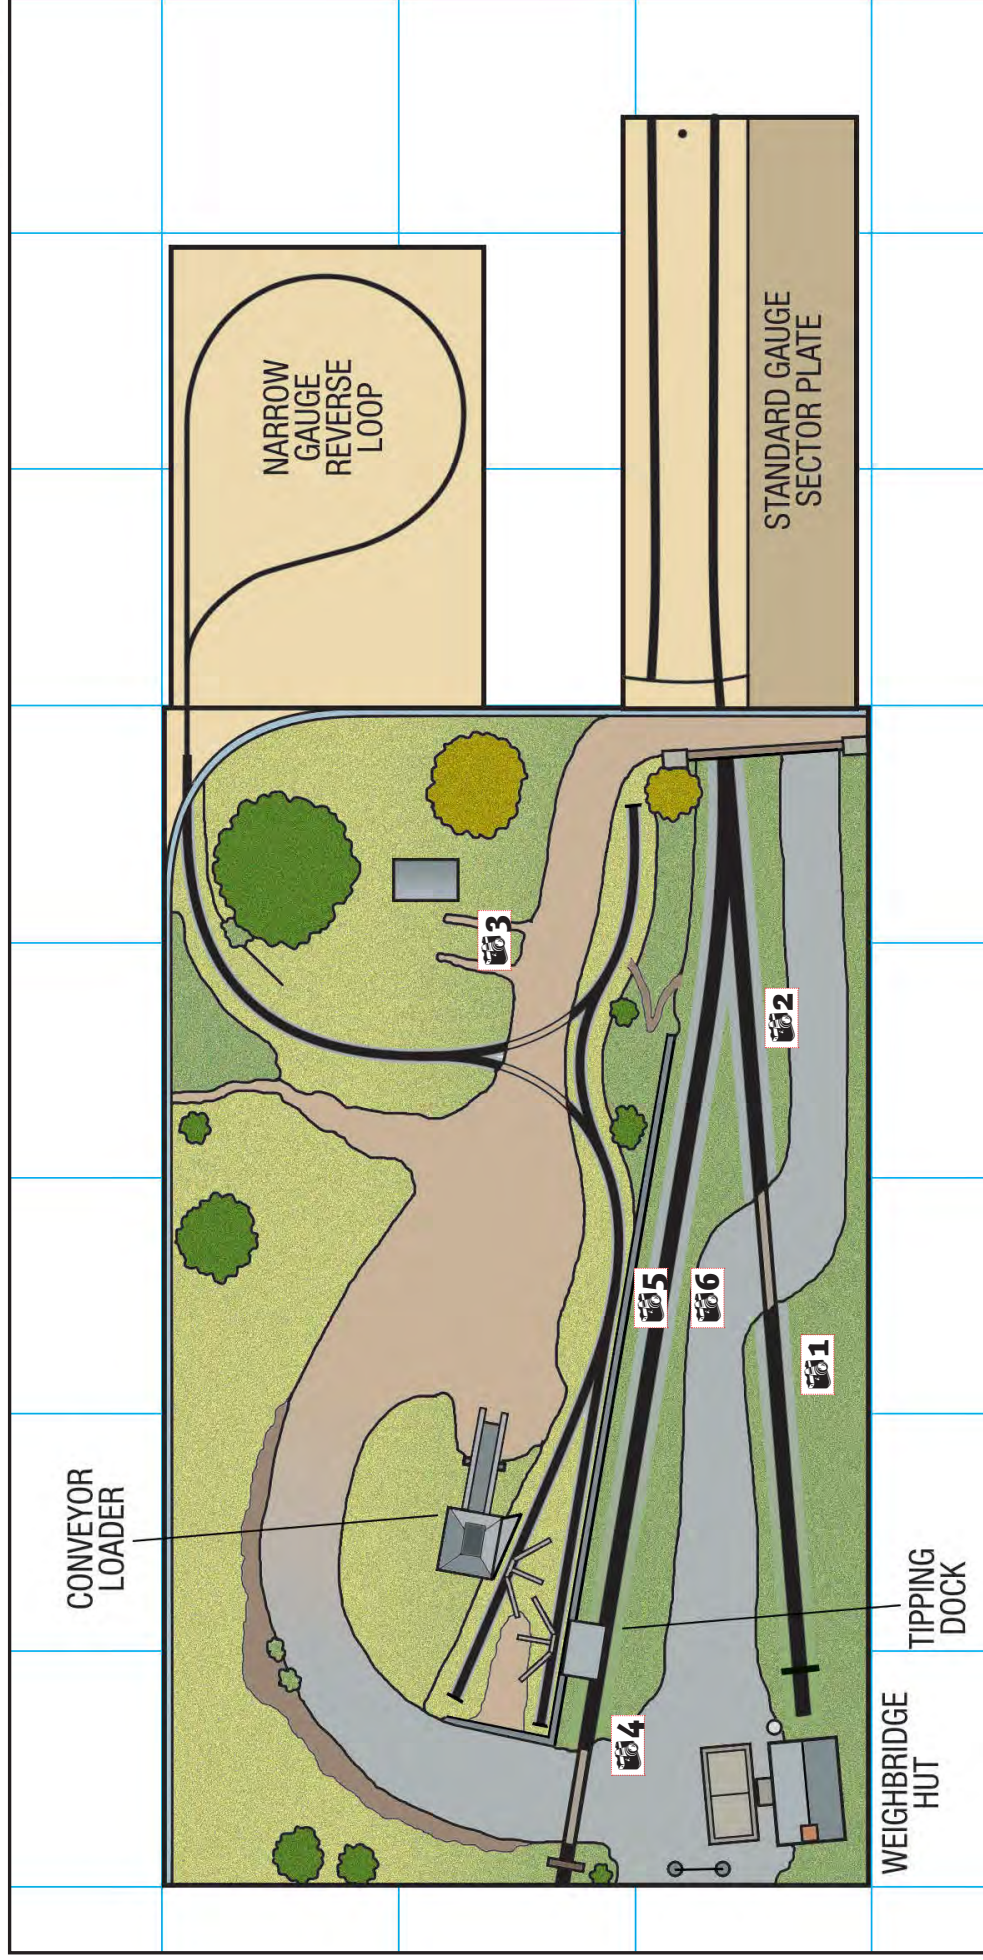 NARROW
GAUGE
REVERSE
LOOP
STANDARD GAUGE
SECTOR PLATE
3
2
5
6
1
CONVEYOR
LOADER
TIPPING
DOCK
4
WEIGHBRIDGE
HUT